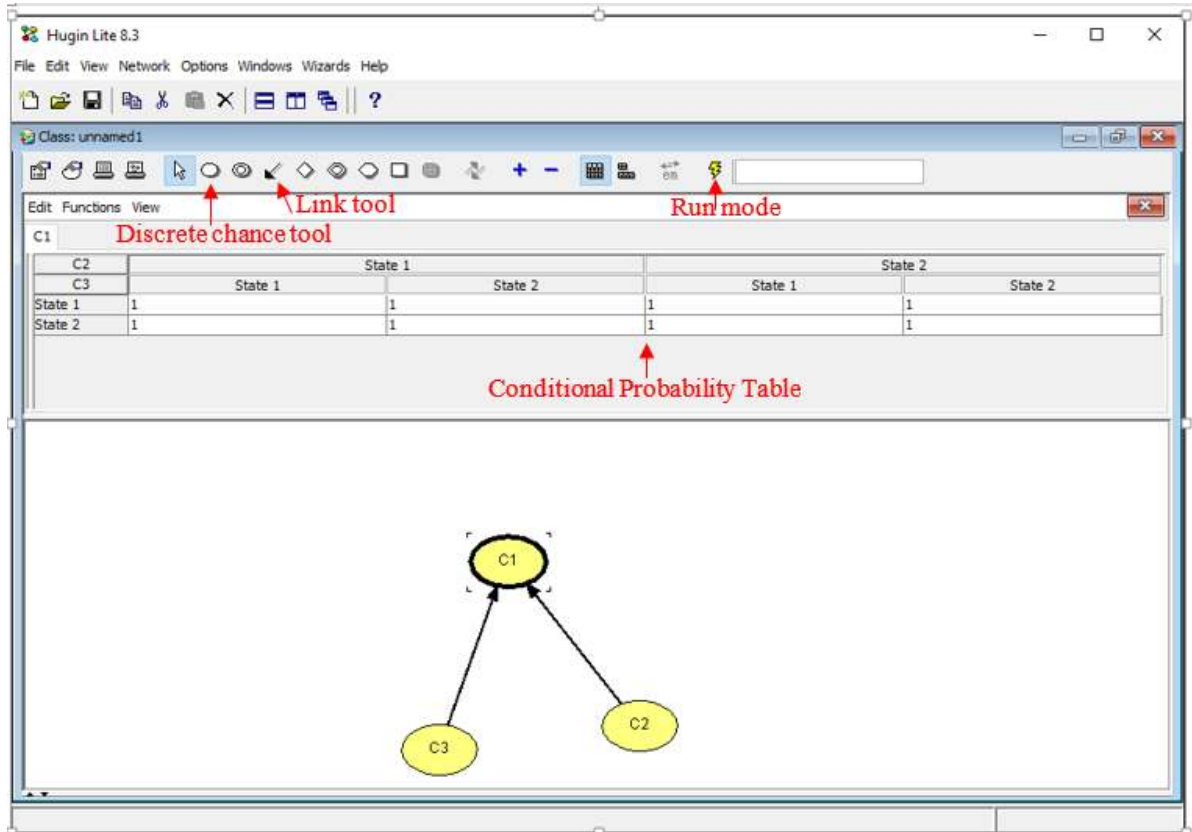 Hugin Lite 8.3
File Edit View Network Options Windows Wizards Help
?
Class: unnamed1
Link tool
Run mode
Edit Functions View
Discrete chance tool
C1
C2 State 1 State 2
C3 State 1 State 2 State 1 State 2
State 1 1 1 1 1
State 2 1 1 1 1
Conditional Probability Table
C1
C2
C3